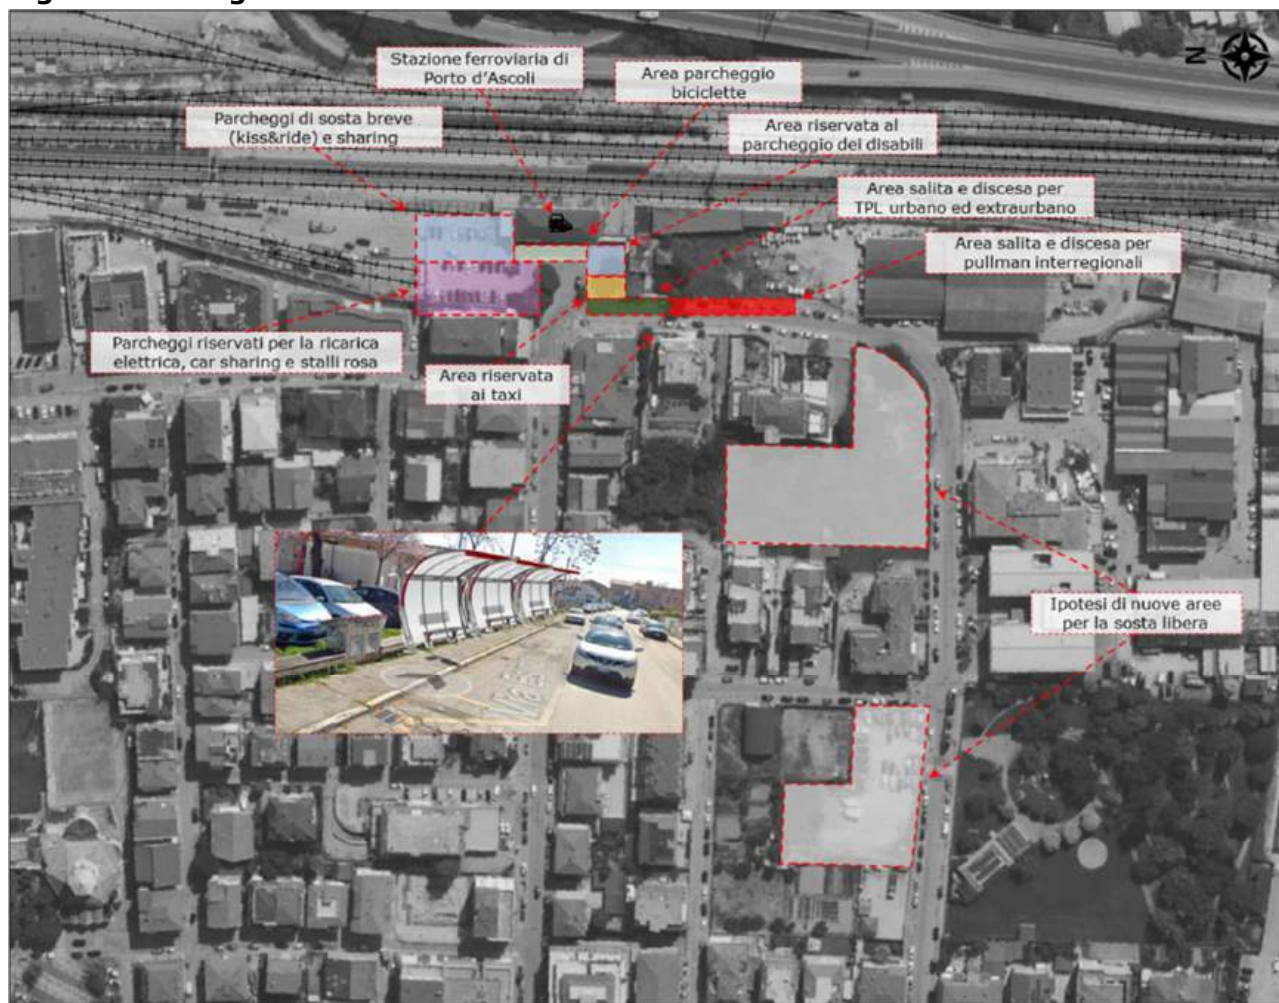 N
Stazione ferroviaria di
Porto d'Ascoli
Area parcheggio
biciclette
Parcheggi di sosta breve
(kiss&ride) e sharing
Area riservata al
parcheggio dei disabili
Area salita e discesa per
TPL urbano ed extraurbano
Area salita e discesa per
pullman interregionali
Parcheggi riservati per la ricarica
elettrica, car sharing e stalli rosa
Area riservata
ai taxi
Ipotesi di nuove aree
per la sosta libera
Via